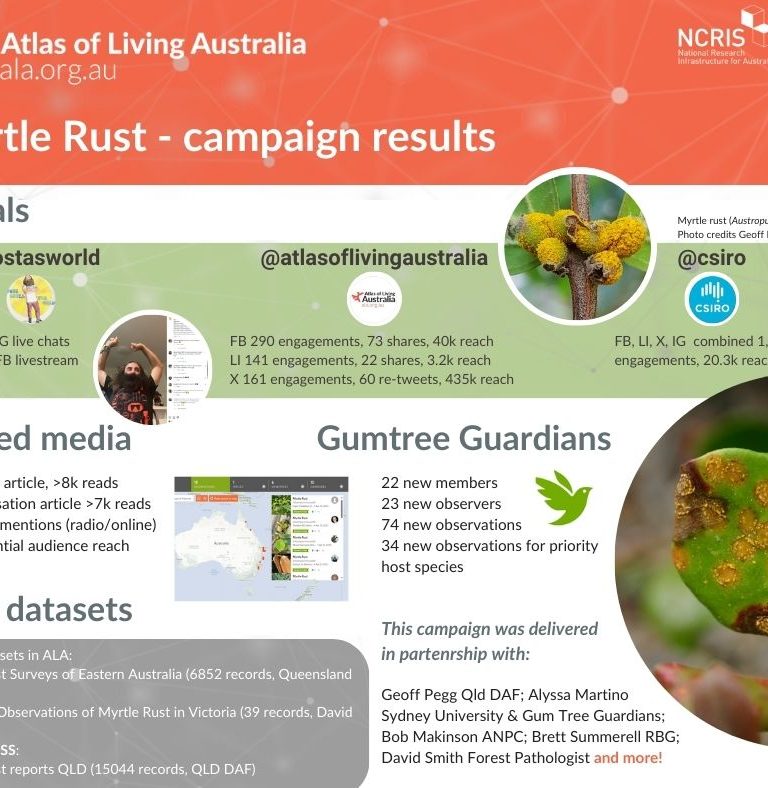 Atlas of Living Australia
ala.org.au
NCRIS
National Research
Infrastructure for Austral
rtle Rust - campaign results
als
Myrtle rust (Austropu
Photo credits Geoff
ostasworld
G live chats
FB livestream
@atlasoflivingaustralia
Atlas of Living
Australia
FB 290 engagements, 73 shares, 40k reach
LI 141 engagements, 22 shares, 3.2k reach
X 161 engagements, 60 re-tweets, 435k reach
@csiro
CSIRO
FB, LI, X, IG combined 1,
engagements, 20.3k reac
ed media
article, >8k reads
sation article >7k reads
mentions (radio/online)
ntial audience reach
Australia
Gumtree Guardians
22 new members
23 new observers
74 new observations
34 new observations for priority
host species
datasets
sets in ALA:
st Surveys of Eastern Australia (6852 records, Queensland
Observations of Myrtle Rust in Victoria (39 records, David
SS:
st reports QLD (15044 records, QLD DAF)
This campaign was delivered
in partenrship with:
Geoff Pegg Qld DAF; Alyssa Martino
Sydney University & Gum Tree Guardians;
Bob Makinson ANPC; Brett Summerell RBG;
David Smith Forest Pathologist and more!